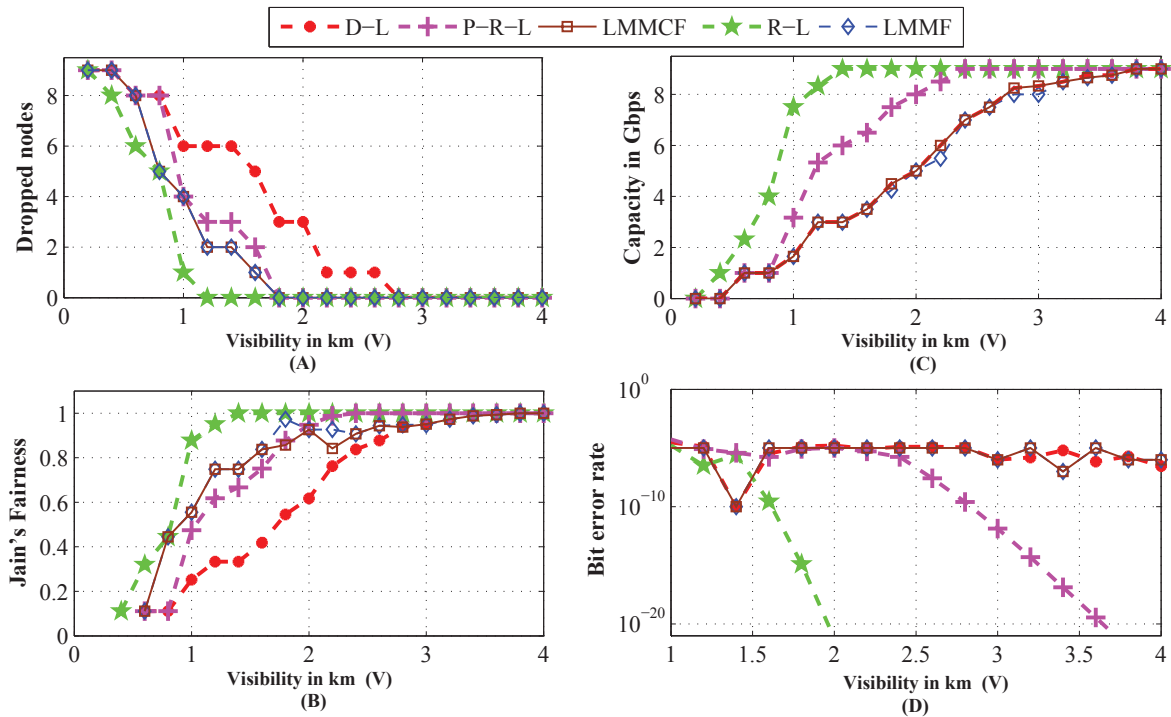 D-L P-R-L LMMCF R-L LMMF
Dropped nodes
8
6
4
2
0
0 1 2 3 4
Visibility in km (V)
(A)
Capacity in Gbps
8
6
4
2
0
1 2 3 4
Visibility in km (V)
(C)
Jain's Fairness
1
0.8
0.6
0.4
0.2
0
0 1 2 3 4
Visibility in km (V)
(B)
Bit error rate
10^0
10^-10
10^-20
1 1.5 2 2.5 3 3.5 4
Visibility in km (V)
(D)